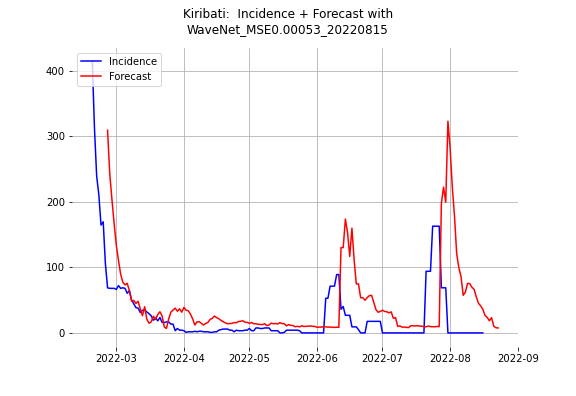 Kiribati:  Incidence + Forecast with
WaveNet_MSE0.00053_20220815
Incidence
Forecast
400
300
200
100
0
2022-03 2022-04 2022-05 2022-06 2022-07 2022-08 2022-09